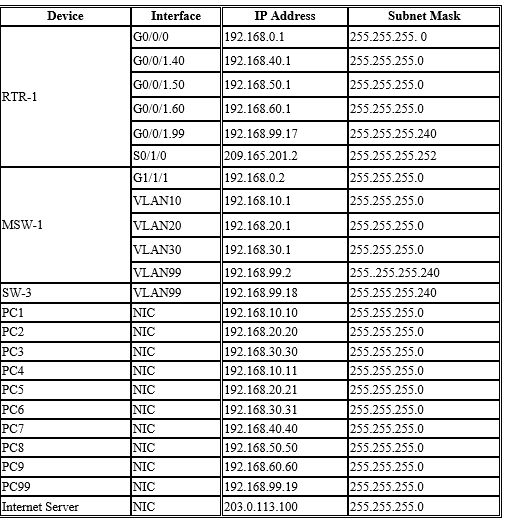 Device Interface IP Address Subnet Mask
RTR-1 G0/0/0 192.168.0.1 255.255.255. 0
G0/0/1.40 192.168.40.1 255.255.255.0
G0/0/1.50 192.168.50.1 255.255.255.0
G0/0/1.60 192.168.60.1 255.255.255.0
G0/0/1.99 192.168.99.17 255.255.255.240
S0/1/0 209.165.201.2 255.255.255.252
MSW-1 G1/1/1 192.168.0.2 255.255.255.0
VLAN10 192.168.10.1 255.255.255.0
VLAN20 192.168.20.1 255.255.255.0
VLAN30 192.168.30.1 255.255.255.0
VLAN99 192.168.99.2 255..255.255.240
SW-3 VLAN99 192.168.99.18 255.255.255.240
PC1 NIC 192.168.10.10 255.255.255.0
PC2 NIC 192.168.20.20 255.255.255.0
PC3 NIC 192.168.30.30 255.255.255.0
PC4 NIC 192.168.10.11 255.255.255.0
PC5 NIC 192.168.20.21 255.255.255.0
PC6 NIC 192.168.30.31 255.255.255.0
PC7 NIC 192.168.40.40 255.255.255.0
PC8 NIC 192.168.50.50 255.255.255.0
PC9 NIC 192.168.60.60 255.255.255.0
PC99 NIC 192.168.99.19 255.255.255.0
Internet Server NIC 203.0.113.100 255.255.255.0